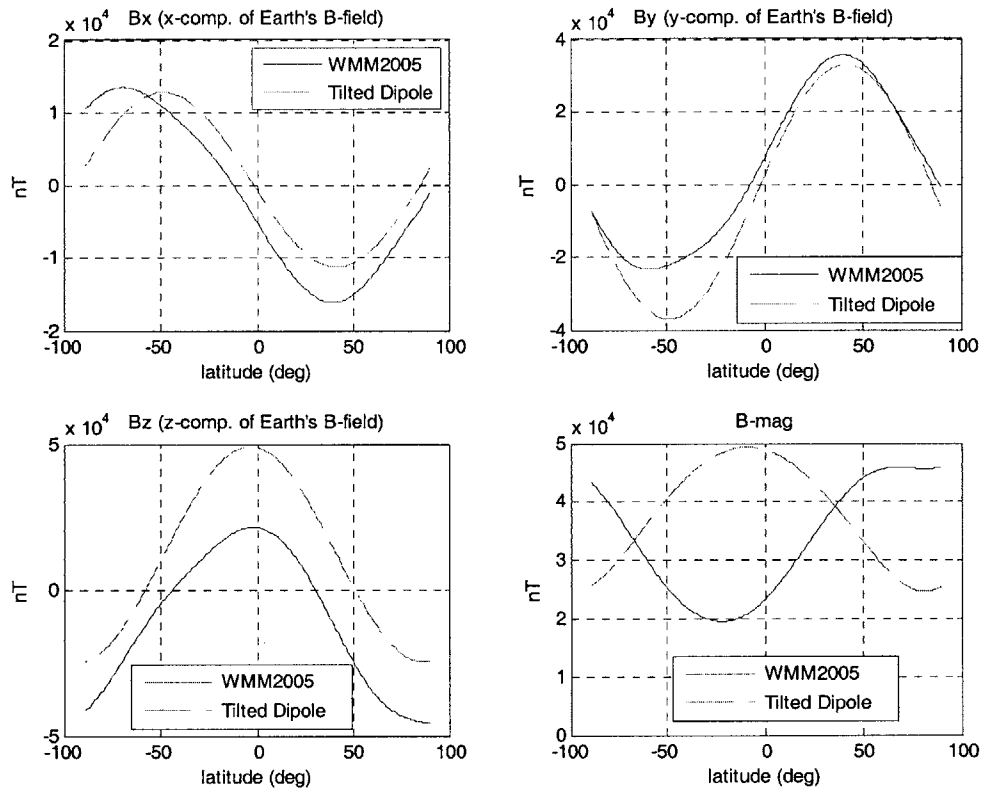 Bx (x-comp. of Earth's B-field)
x 10^4
2
1
0
-1
-2
nT
WMM2005
Tilted Dipole
-100
-50
0
50
100
latitude (deg)
By (y-comp. of Earth's B-field)
x 10^4
4
2
0
-2
-4
nT
WMM2005
Tilted Dipole
-100
-50
0
50
100
latitude (deg)
Bz (z-comp. of Earth's B-field)
x 10^4
5
0
-5
nT
WMM2005
Tilted Dipole
-100
-50
0
50
100
latitude (deg)
B-mag
x 10^4
5
4
3
2
1
0
nT
WMM2005
Tilted Dipole
-100
-50
0
50
100
latitude (deg)